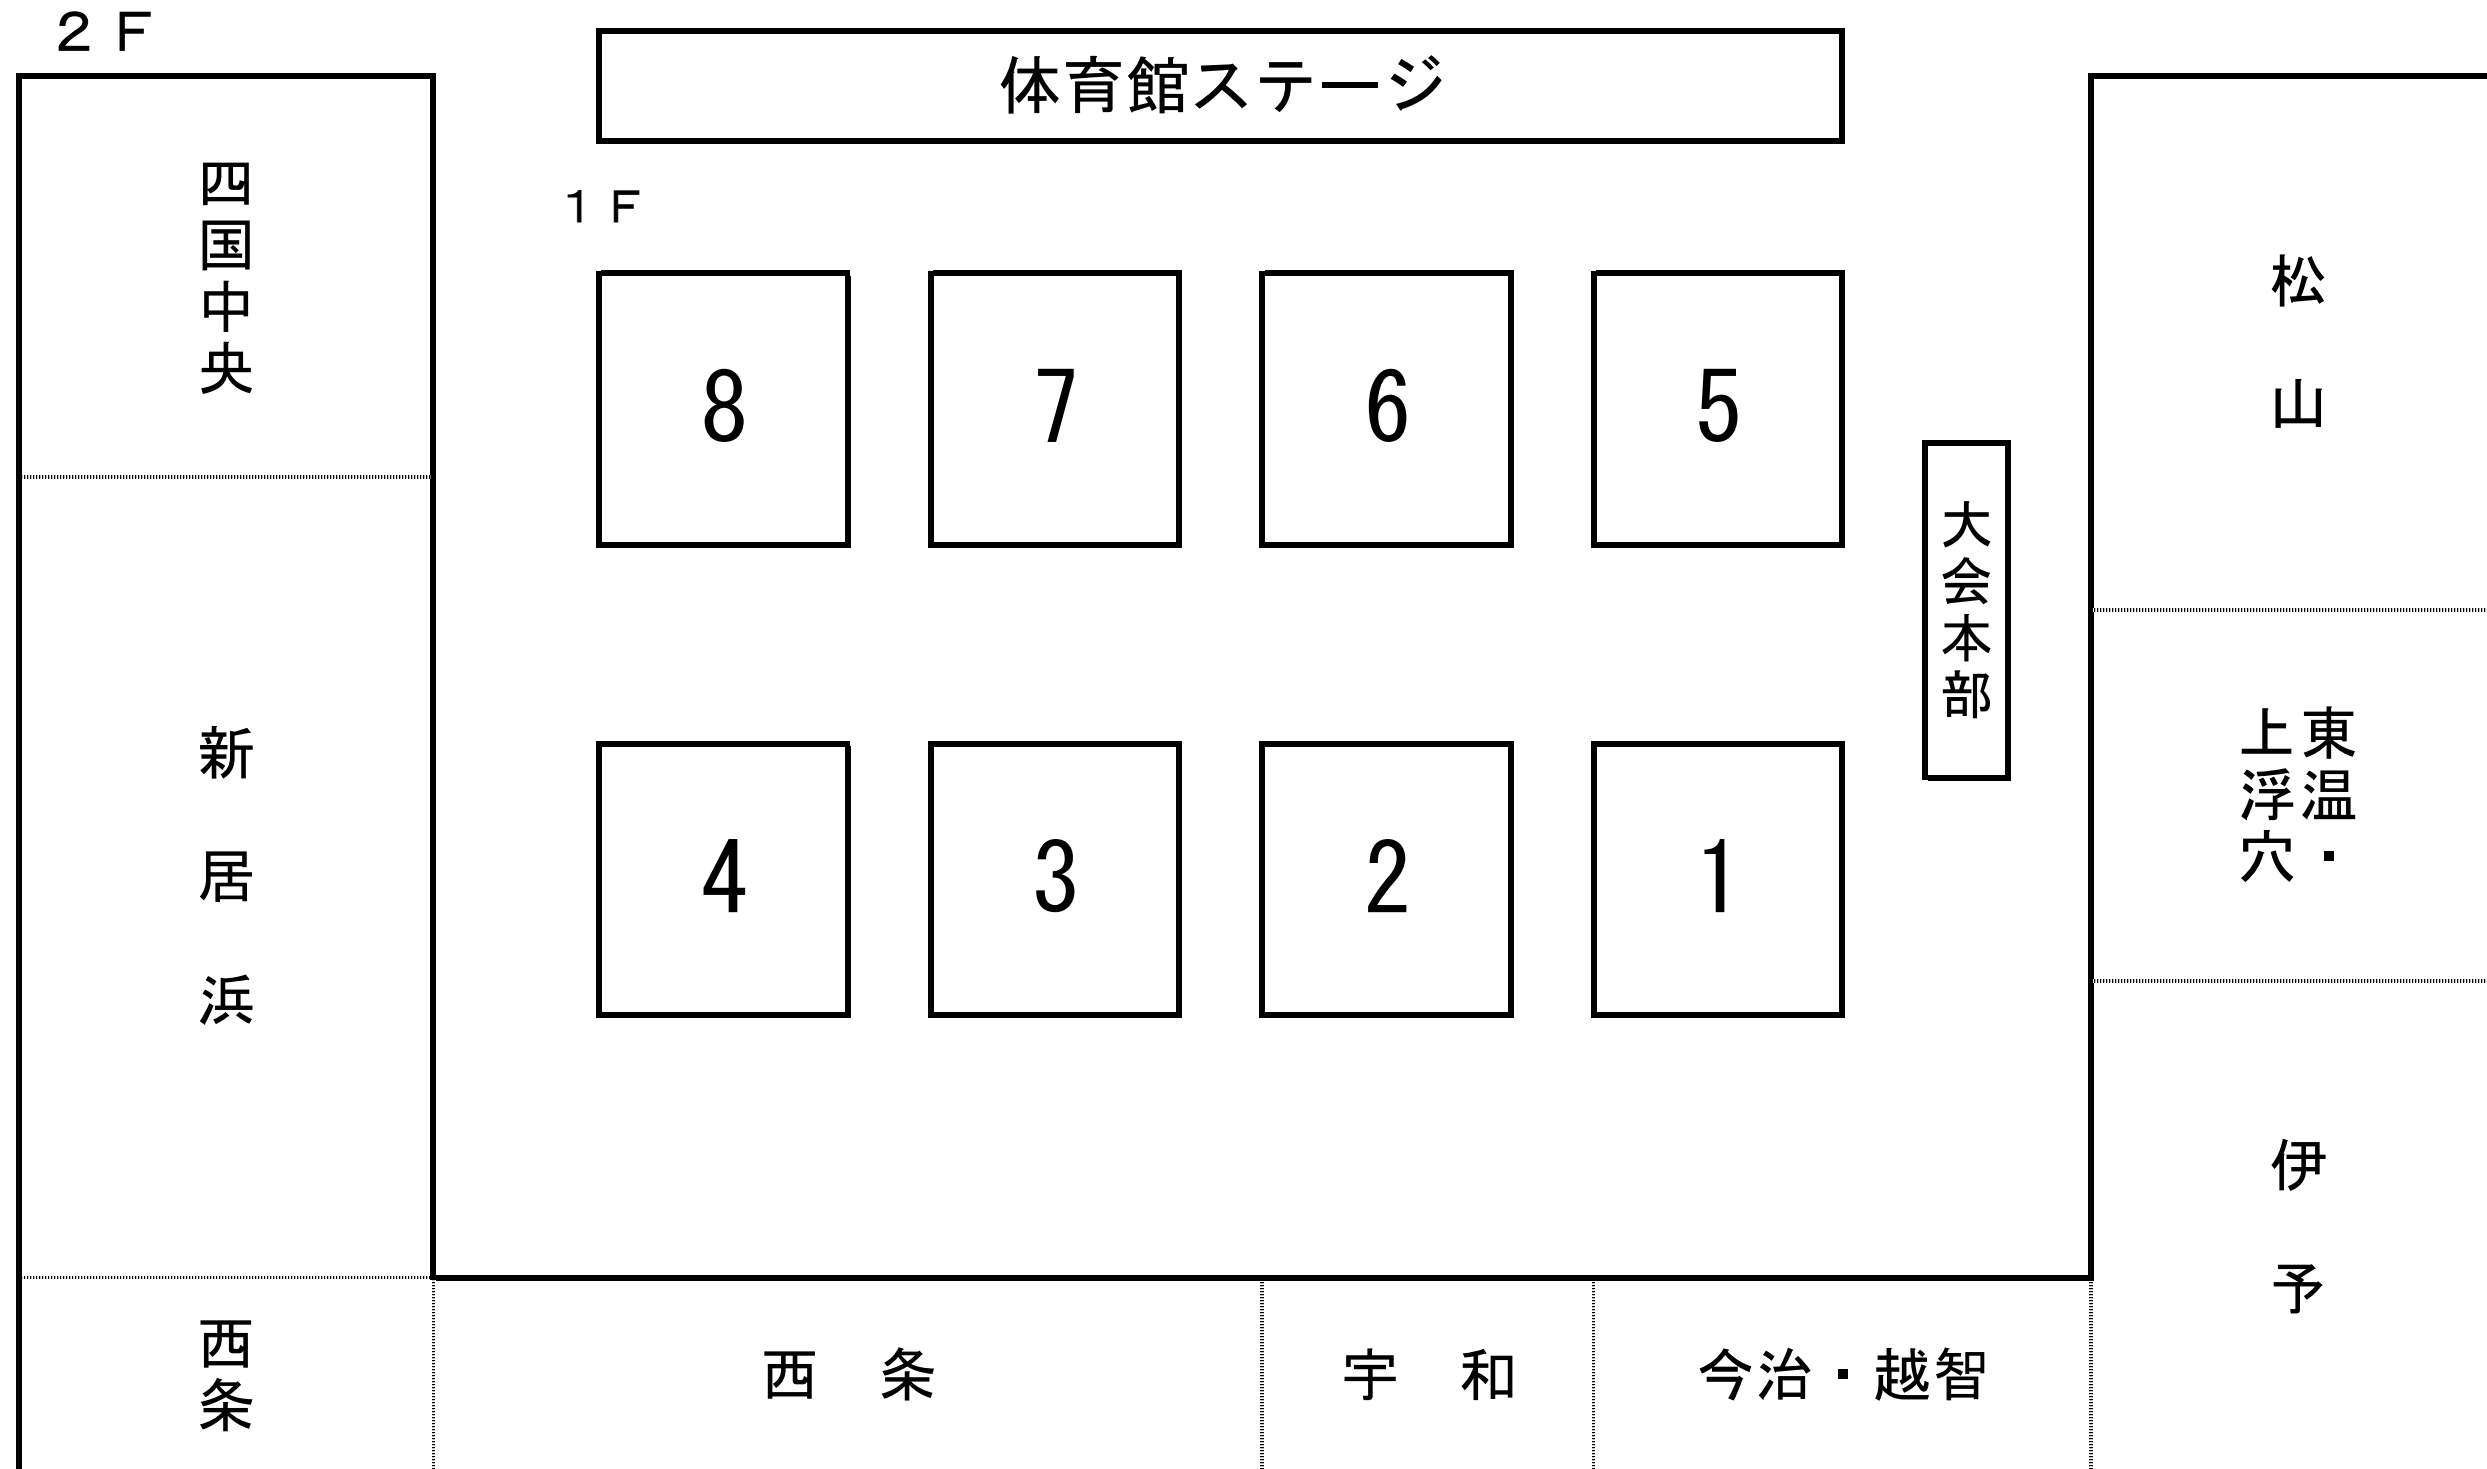 ２Ｆ
体育館ステージ
１Ｆ
四国中央
松山
8
7
6
5
大会本部
新居浜
東温・
上浮穴
4
3
2
1
伊予
西条
西　条
宇　和
今治・越智